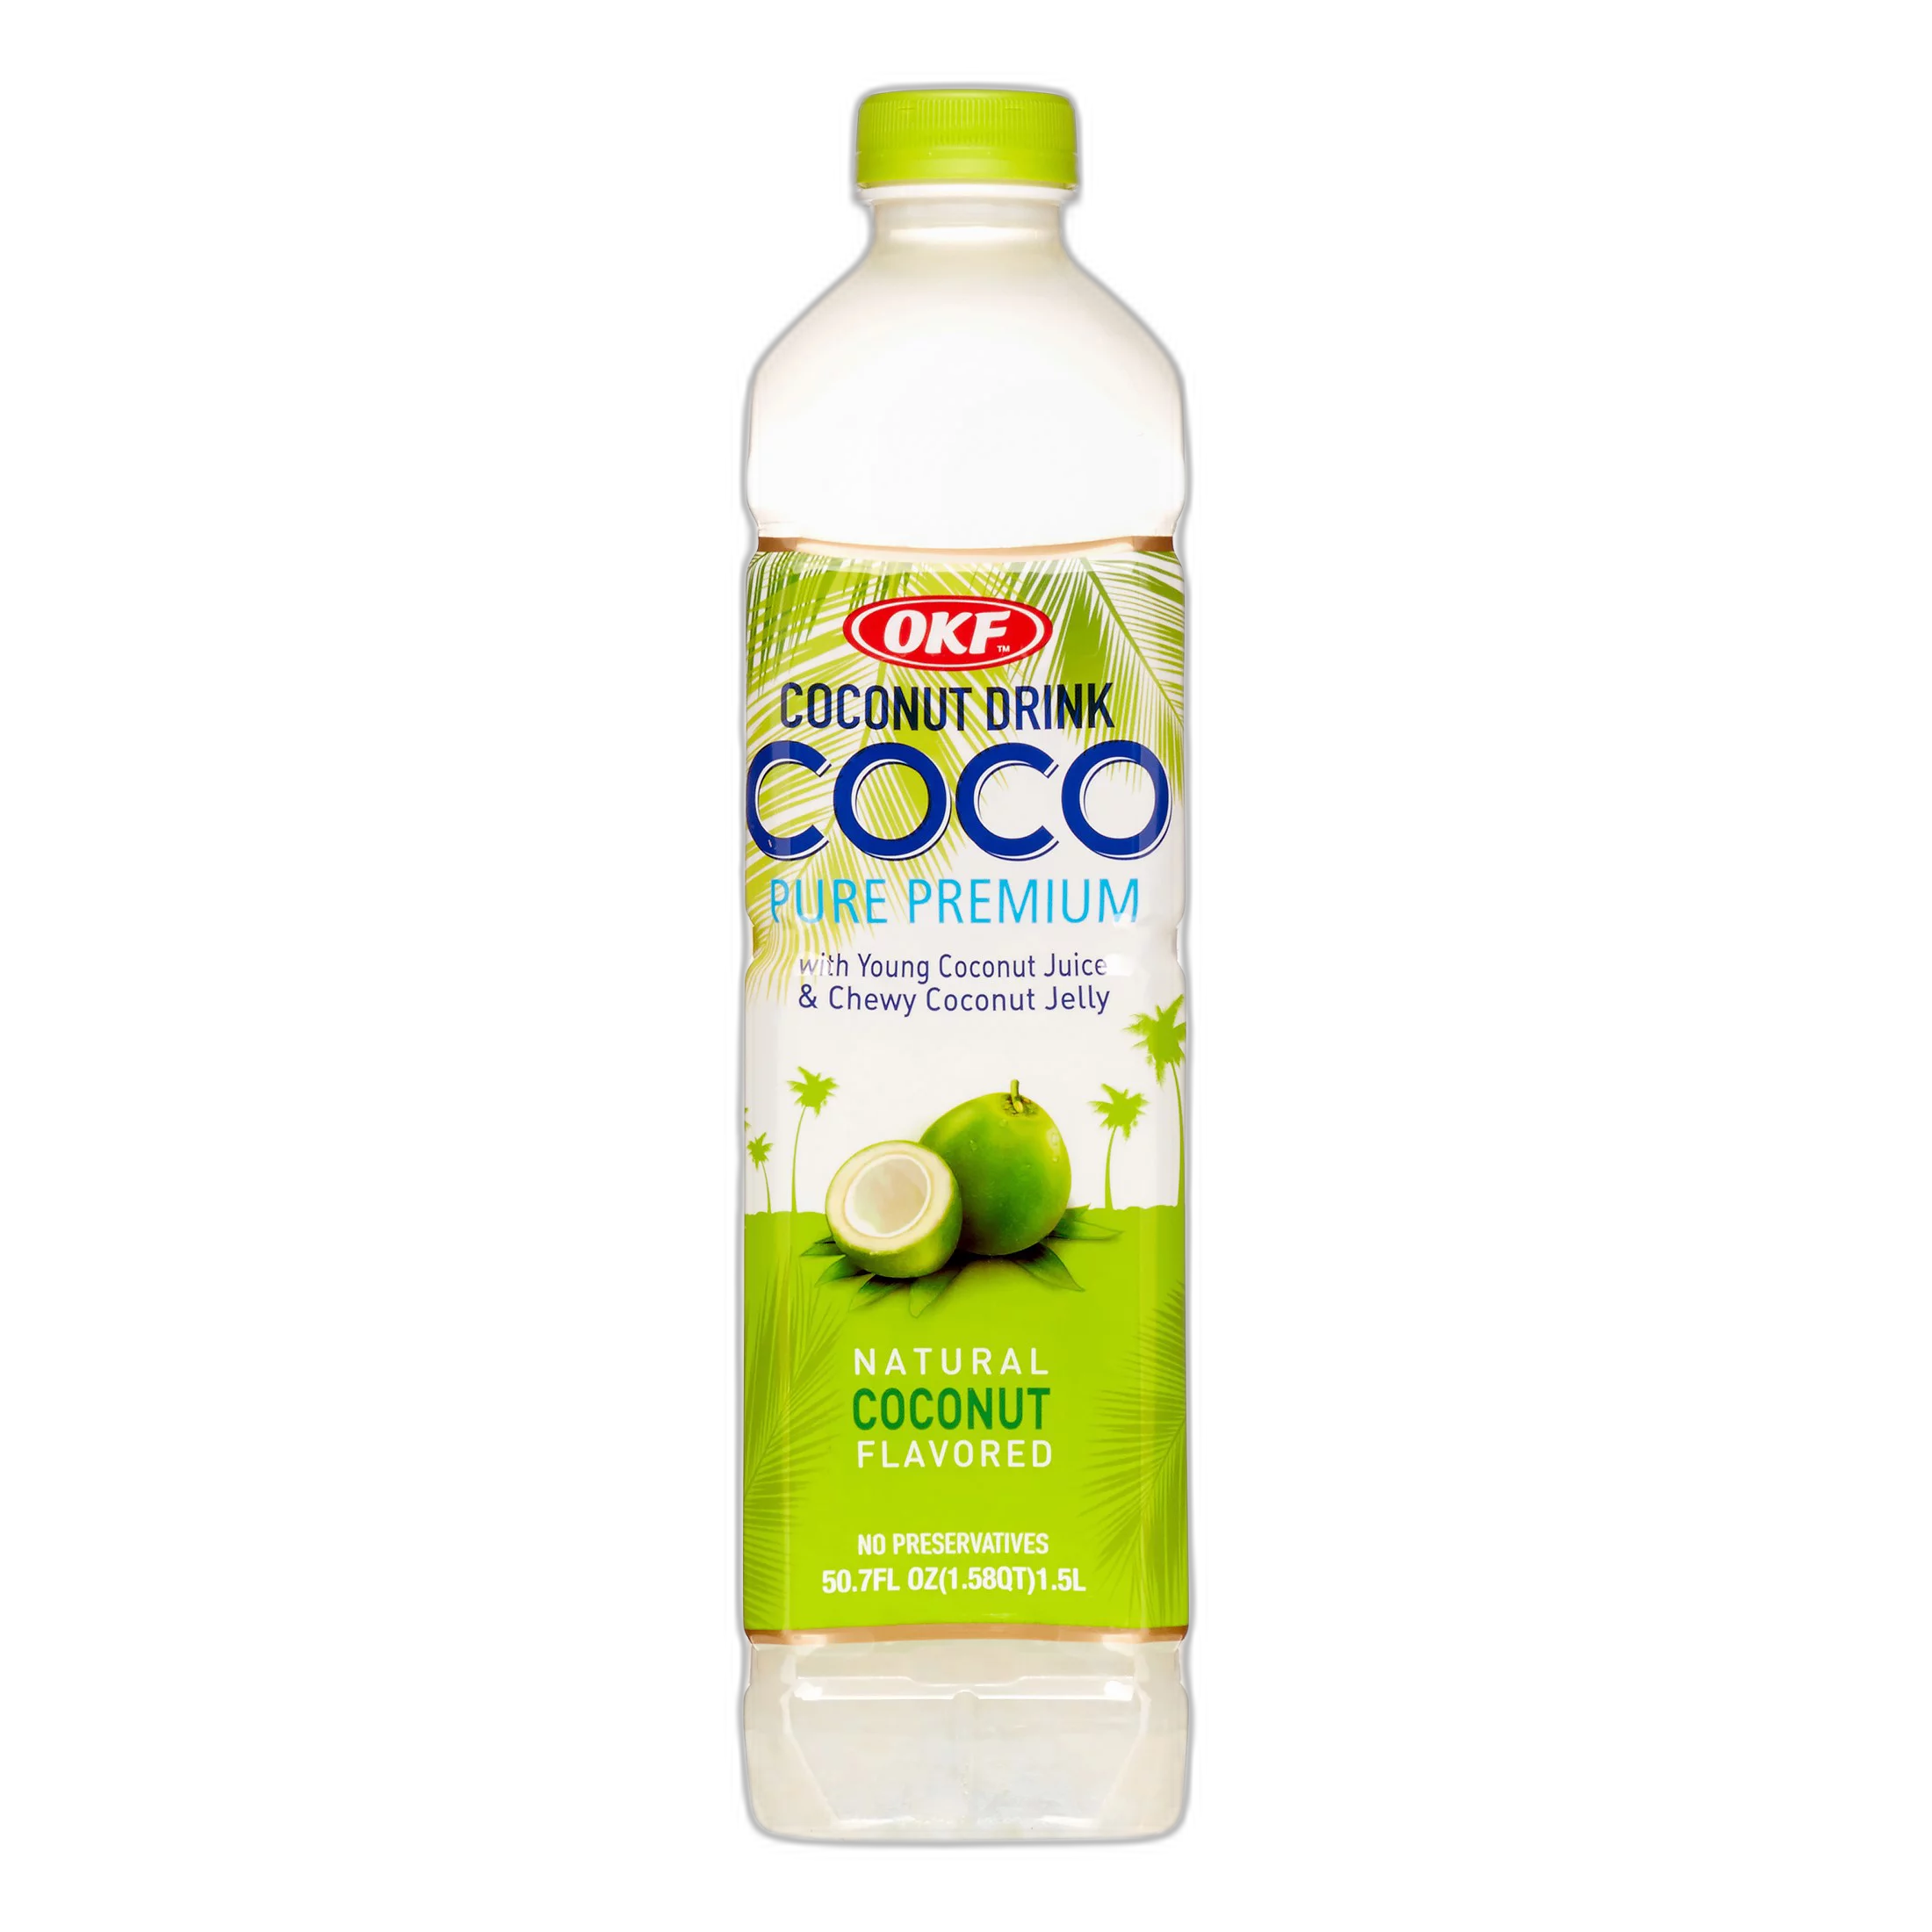 OKF™
COCONUT DRINK
COCO
PURE PREMIUM
with Young Coconut Juice
& Chewy Coconut Jelly
NATURAL
COCONUT
FLAVORED
NO PRESERVATIVES
50.7FL OZ(1.58QT)1.5L